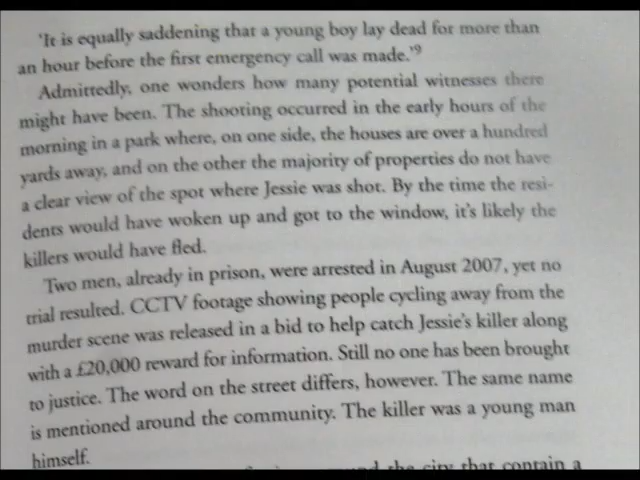 'It is equally saddening that a young boy lay dead for more than
an hour before the first emergency call was made.'9
Admittedly, one wonders how many potential witnesses there
might have been. The shooting occurred in the early hours of the
morning in a park where, on one side, the houses are over a hundred
yards away, and on the other the majority of properties do not have
a clear view of the spot where Jessie was shot. By the time the resi-
dents would have woken up and got to the window, it's likely the
killers would have fled.
Two men, already in prison, were arrested in August 2007, yet no
trial resulted. CCTV footage showing people cycling away from the
murder scene was released in a bid to help catch Jessie's killer along
with a £20,000 reward for information. Still no one has been brought
to justice. The word on the street differs, however. The same name
is mentioned around the community. The killer was a young man
himself.
the city that contain a